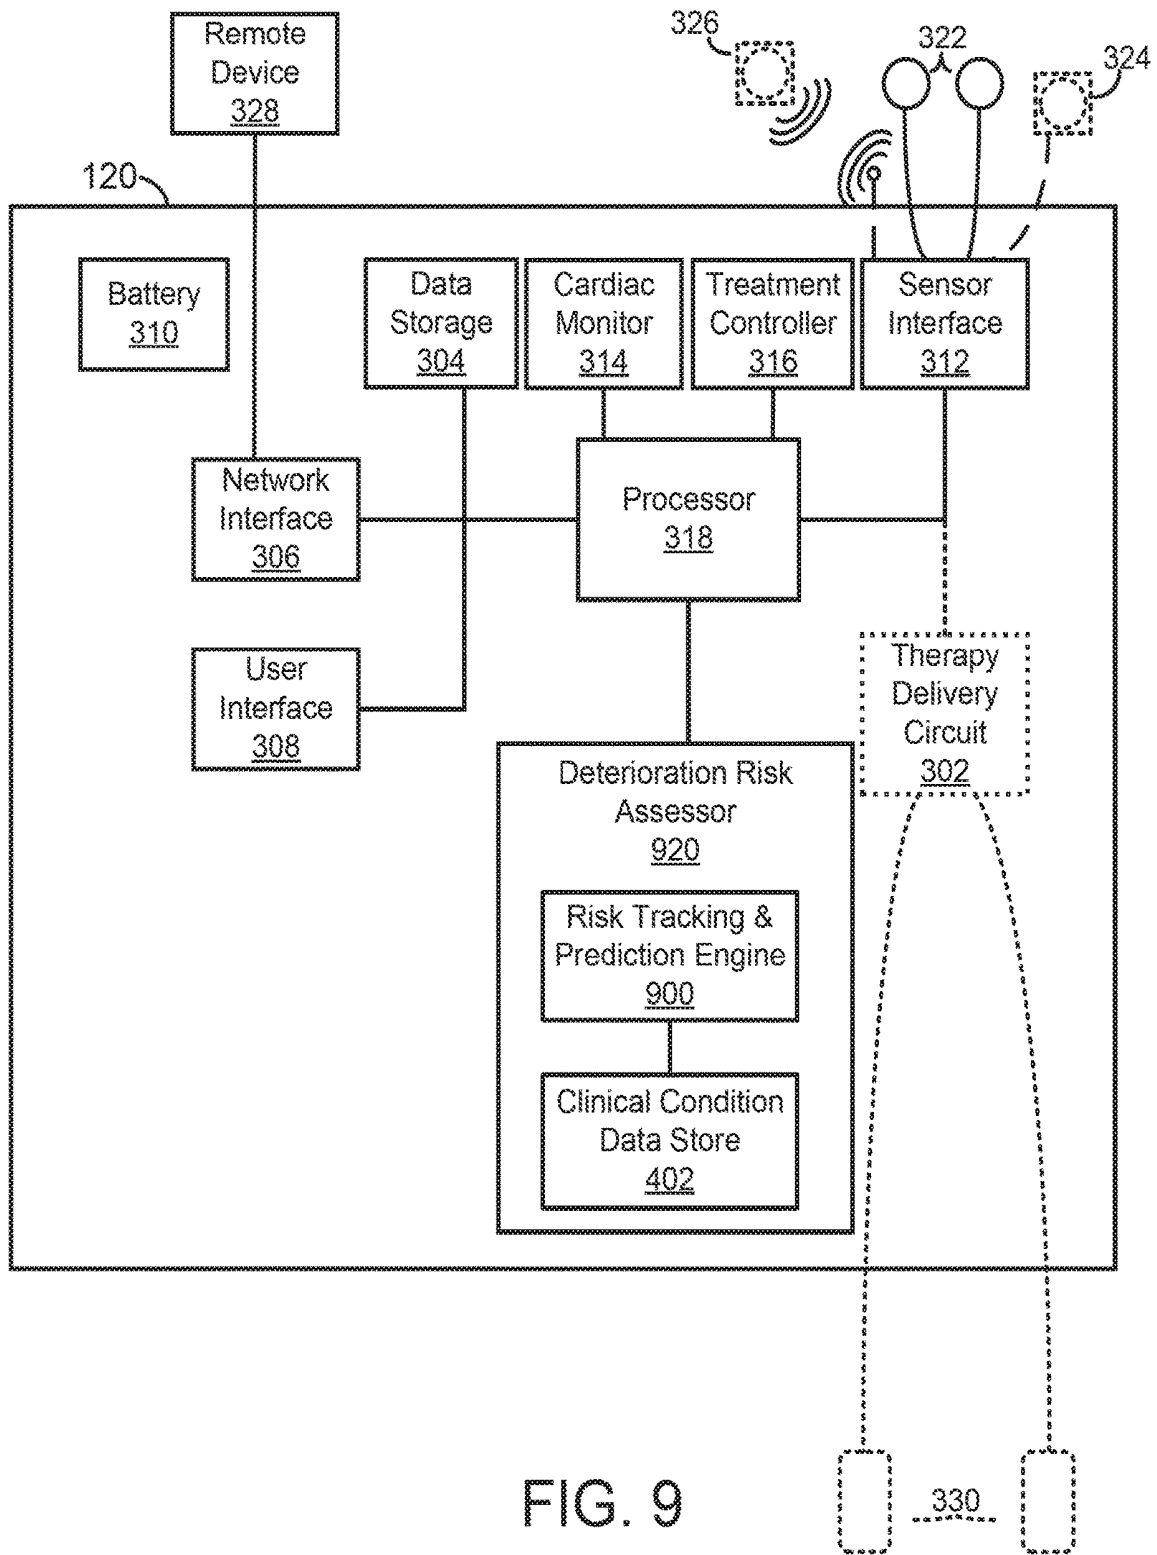 Remote
Device
328
326
322
324
120
Battery
310
Data
Storage
304
Cardiac
Monitor
314
Treatment
Controller
316
Sensor
Interface
312
Network
Interface
306
Processor
318
User
Interface
308
Therapy
Delivery
Circuit
302
Deterioration Risk
Assessor
920
Risk Tracking &
Prediction Engine
900
Clinical Condition
Data Store
402
330
FIG. 9